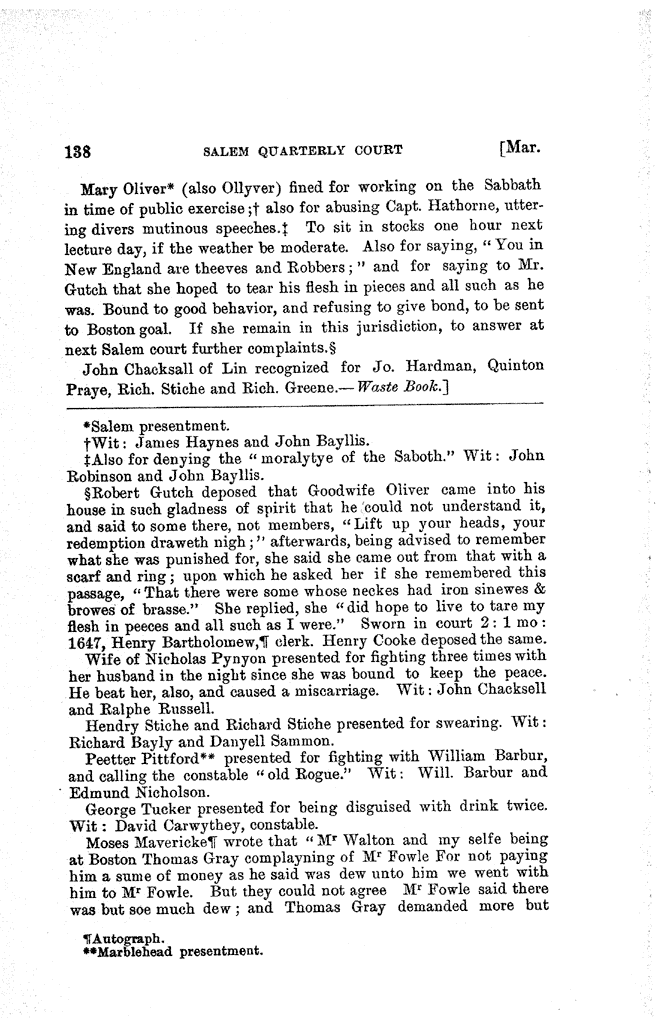 138 SALEM QUARTERLY COURT [Mar.
Mary Oliver* (also Ollyver) fined for working on the Sabbath
in time of public exercise;† also for abusing Capt. Hathorne, utter-
ing divers mutinous speeches.‡ To sit in stocks one hour next
lecture day, if the weather be moderate. Also for saying, "You in
New England are theeves and Robbers;" and for saying to Mr.
Gutch that she hoped to tear his flesh in pieces and all such as he
was. Bound to good behavior, and refusing to give bond, to be sent
to Boston goal. If she remain in this jurisdiction, to answer at
next Salem court further complaints.§
John Chacksall of Lin recognized for Jo. Hardman, Quinton
Praye, Rich. Stiche and Rich. Greene.—Waste Book.]
*Salem presentment.
†Wit: James Haynes and John Bayllis.
‡Also for denying the "moralytye of the Saboth." Wit: John
Robinson and John Bayllis.
§Robert Gutch deposed that Goodwife Oliver came into his
house in such gladness of spirit that he could not understand it,
and said to some there, not members, "Lift up your heads, your
redemption draweth nigh;" afterwards, being advised to remember
what she was punished for, she said she came out from that with a
scarf and ring; upon which he asked her if she remembered this
passage, "That there were some whose neckes had iron sinewes &
browes of brasse." She replied, she "did hope to live to tare my
flesh in peeces and all such as I were." Sworn in court 2: 1 mo:
1647, Henry Bartholomew,¶ clerk. Henry Cooke deposed the same.
Wife of Nicholas Pynyon presented for fighting three times with
her husband in the night since she was bound to keep the peace.
He beat her, also, and caused a miscarriage. Wit: John Chacksell
and Ralphe Russell.
Hendry Stiche and Richard Stiche presented for swearing. Wit:
Richard Bayly and Danyell Sammon.
Peetter Pittford** presented for fighting with William Barbur,
and calling the constable "old Rogue." Wit: Will. Barbur and
Edmund Nicholson.
George Tucker presented for being disguised with drink twice.
Wit: David Carwythey, constable.
Moses Mavericke¶ wrote that "Mr Walton and my selfe being
at Boston Thomas Gray complayning of Mr Fowle For not paying
him a sume of money as he said was dew unto him we went with
him to Mr Fowle. But they could not agree Mr Fowle said there
was but soe much dew; and Thomas Gray demanded more but
¶Autograph.
**Marblehead presentment.